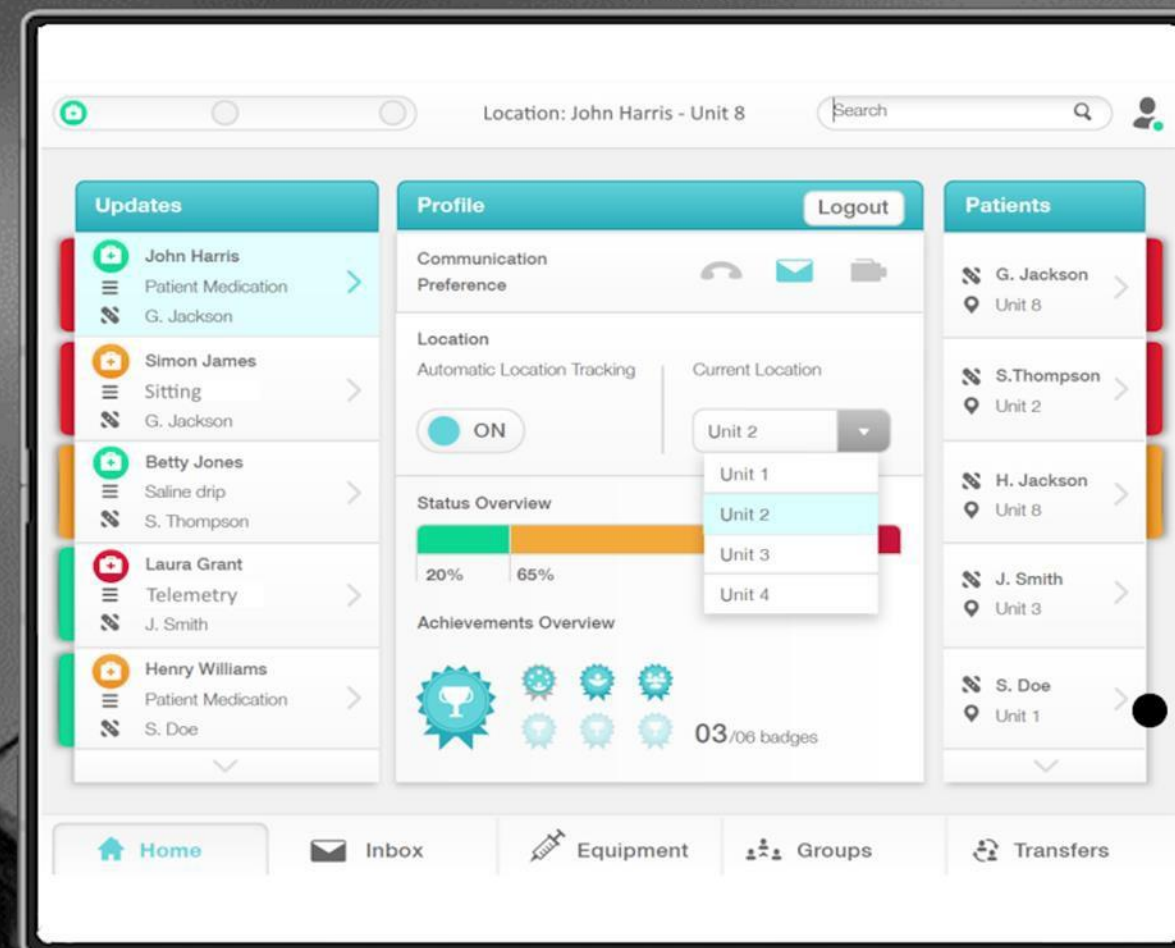 Location: John Harris - Unit 8
Search
Updates
John Harris
Patient Medication
G. Jackson
Simon James
Sitting
G. Jackson
Betty Jones
Saline drip
S. Thompson
Laura Grant
Telemetry
J. Smith
Henry Williams
Patient Medication
S. Doe
Profile
Logout
Communication
Preference
Location
Automatic Location Tracking
Current Location
ON
Unit 2
Unit 1
Unit 2
Unit 3
Unit 4
Status Overview
20%
65%
Achievements Overview
03/06 badges
Patients
G. Jackson
Unit 8
S.Thompson
Unit 2
H. Jackson
Unit 8
J. Smith
Unit 3
S. Doe
Unit 1
Home
Inbox
Equipment
Groups
Transfers